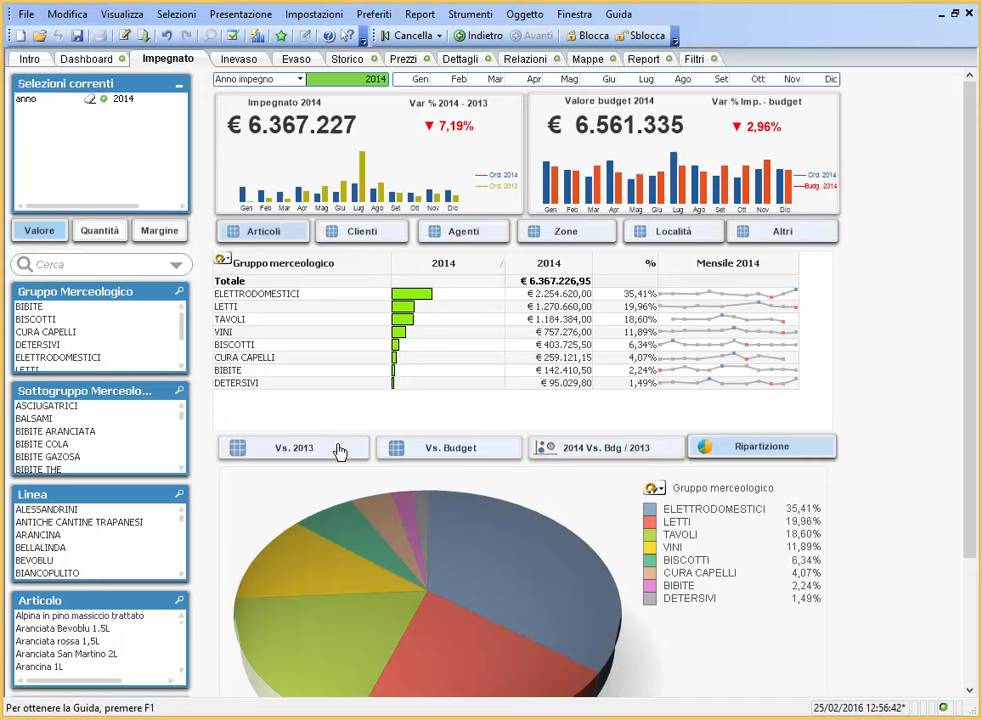 File Modifica Visualizza Selezioni Presentazione Impostazioni Preferiti Report Strumenti Oggetto Finestra Guida
Cancella Indietro Avanti Blocca Sblocca
Intro Dashboard Impegnato Inevaso Evaso Storico Prezzi Dettagli Relazioni Mappe Report Filtri
Selezioni correnti
anno 2014
Anno impegno 2014 Gen Feb Mar Apr Mag Giu Lug Ago Set Ott Nov Dic
Impegnato 2014 Var % 2014 - 2013
€ 6.367.227 ▼ 7,19%
Ord. 2014
Ord. 2013
Gen Feb Mar Apr Mag Giu Lug Ago Set Ott Nov Dic
Valore budget 2014 Var % Imp. - budget
€ 6.561.335 ▼ 2,96%
Ord. 2014
Budg. 2014
Gen Feb Mar Apr Mag Giu Lug Ago Set Ott Nov Dic
Valore Quantità Margine
Articoli Clienti Agenti Zone Località Altri
Cerca
Gruppo merceologico 2014 / 2014 % Mensile 2014
Totale € 6.367.226,95
ELETTRODOMESTICI € 2.254.620,00 35,41%
LETTI € 1.270.660,00 19,96%
TAVOLI € 1.184.384,00 18,60%
VINI € 757.276,00 11,89%
BISCOTTI € 403.725,50 6,34%
CURA CAPELLI € 259.121,15 4,07%
BIBITE € 142.410,50 2,24%
DETERSIVI € 95.029,80 1,49%
Gruppo Merceologico
BIBITE
BISCOTTI
CURA CAPELLI
DETERSIVI
ELETTRODOMESTICI
LETTI
Sottogruppo Merceolo...
ASCIUGATRICI
BALSAMI
BIBITE ARANCIATA
BIBITE COLA
BIBITE GAZOSA
BIBITE THE
Linea
ALESSANDRINI
ANTICHE CANTINE TRAPANESI
ARANCINA
BELLALINDA
BEVOBLU
BIANCOPULITO
Articolo
Alpina in pino massiccio trattato
Aranciata Bevoblu 1.5L
Aranciata rossa 1,5L
Aranciata San Martino 2L
Arancina 1L
Vs. 2013 Vs. Budget 2014 Vs. Bdg / 2013 Ripartizione
Gruppo merceologico
ELETTRODOMESTICI 35,41%
LETTI 19,96%
TAVOLI 18,60%
VINI 11,89%
BISCOTTI 6,34%
CURA CAPELLI 4,07%
BIBITE 2,24%
DETERSIVI 1,49%
Per ottenere la Guida, premere F1 25/02/2016 12:56:42*